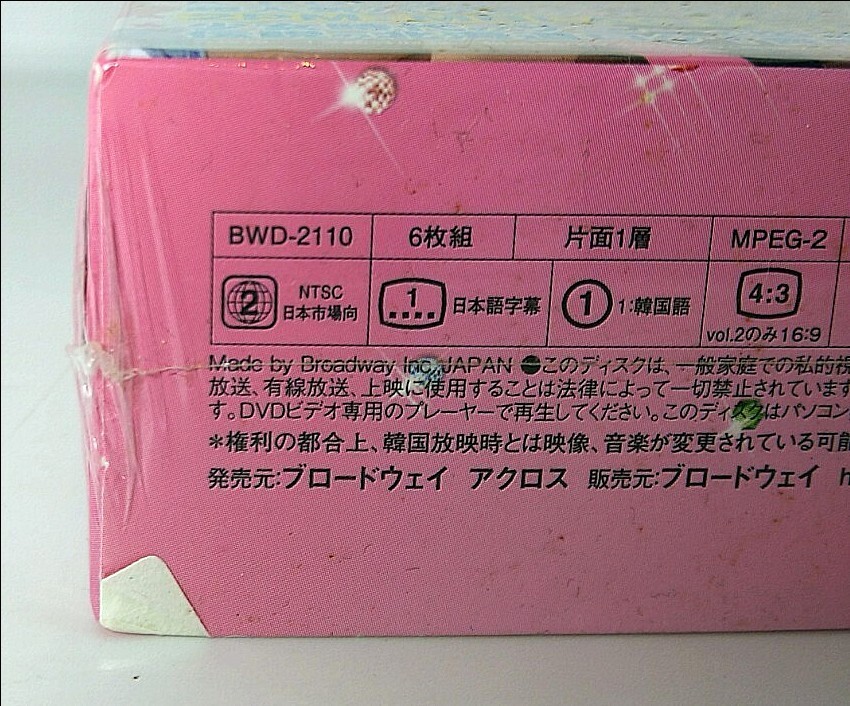 BWD-2110 6枚組 片面1層 MPEG-2
2 NTSC 日本市場向 1 日本語字幕 1 1:韓国語 4:3
vol.2のみ16:9
Made by Broadway Inc, JAPAN ●このディスクは、一般家庭での私的視
放送、有線放送、上映に使用することは法律によって一切禁止されています
す。DVDビデオ専用のプレーヤーで再生してください。このディスクはパソコン
*権利の都合上、韓国放映時とは映像、音楽が変更されている可能
発売元:ブロードウェイ アクロス 販売元:ブロードウェイ h